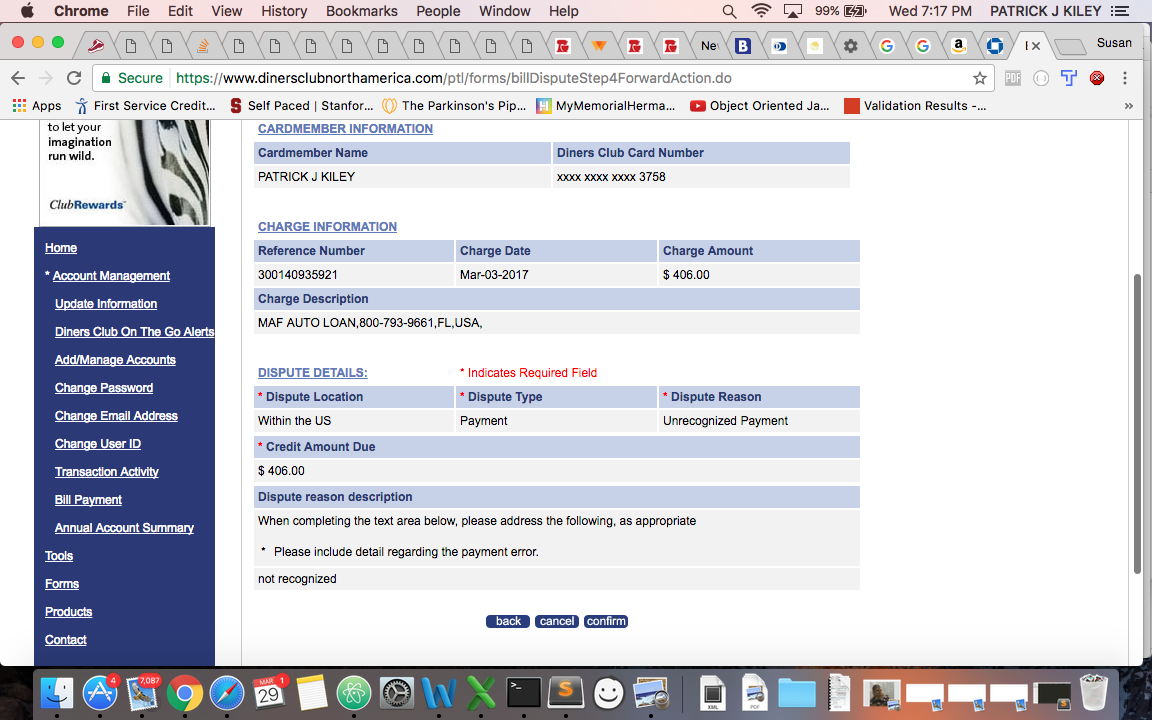 Chrome File Edit View History Bookmarks People Window Help 99% Wed 7:17 PM PATRICK J KILEY
Susan
Secure https://www.dinersclubnorthamerica.com/ptl/forms/billDisputeStep4ForwardAction.do
Apps First Service Credit... Self Paced | Stanfor... The Parkinson's Pip... MyMemorialHerma... Object Oriented Ja... Validation Results -... »
to let your
imagination
run wild.
ClubRewards
Home
* Account Management
Update Information
Diners Club On The Go Alerts
Add/Manage Accounts
Change Password
Change Email Address
Change User ID
Transaction Activity
Bill Payment
Annual Account Summary
Tools
Forms
Products
Contact
CARDMEMBER INFORMATION
Cardmember Name Diners Club Card Number
PATRICK J KILEY xxxx xxxx xxxx 3758
CHARGE INFORMATION
Reference Number Charge Date Charge Amount
300140935921 Mar-03-2017 $ 406.00
Charge Description
MAF AUTO LOAN,800-793-9661,FL,USA,
DISPUTE DETAILS: * Indicates Required Field
* Dispute Location * Dispute Type * Dispute Reason
Within the US Payment Unrecognized Payment
* Credit Amount Due
$ 406.00
Dispute reason description
When completing the text area below, please address the following, as appropriate
* Please include detail regarding the payment error.
not recognized
back cancel confirm
4 7,087 MAR 29 1
XML PDF